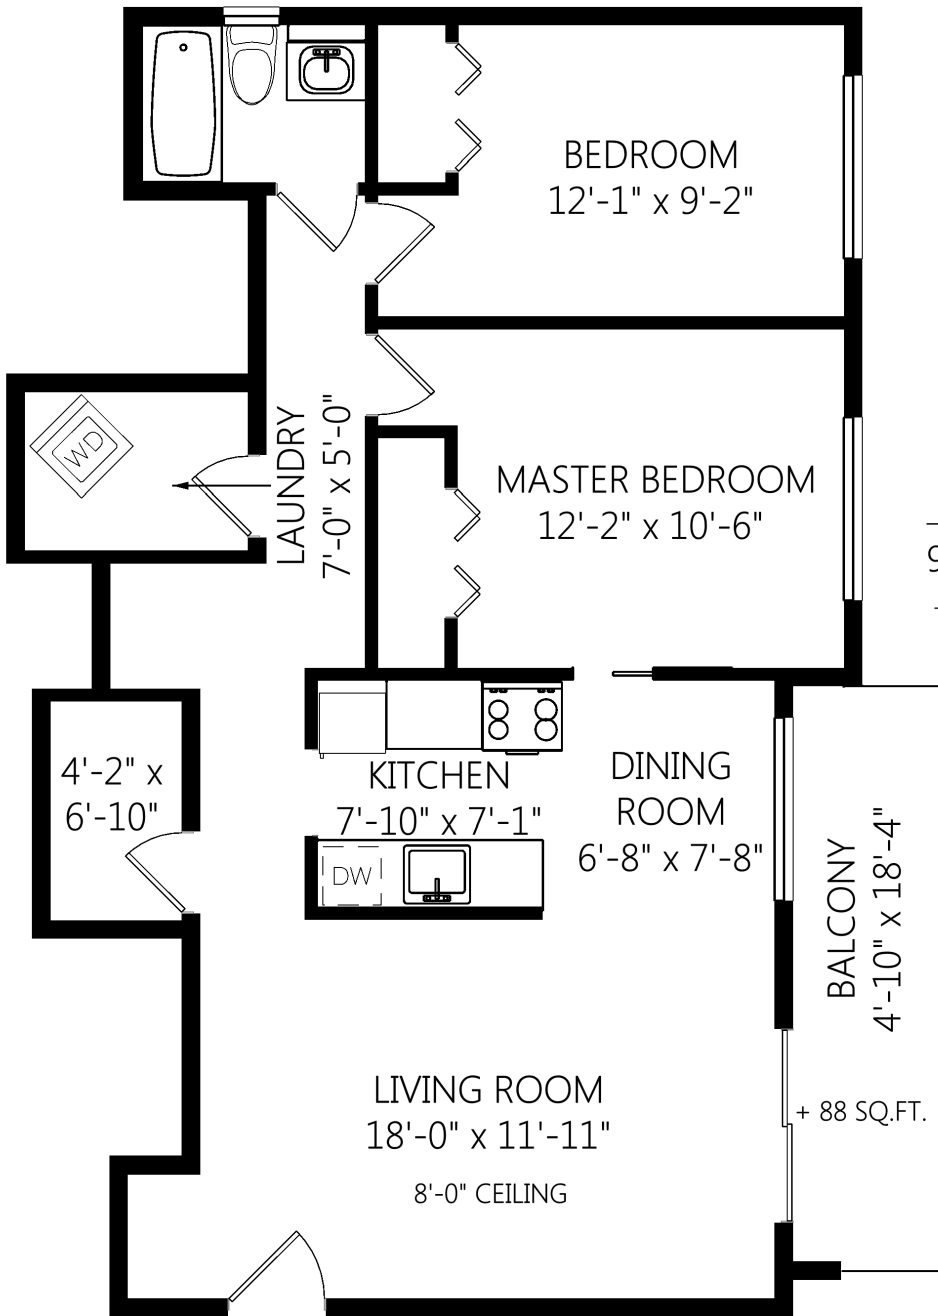 BEDROOM
12'-1" x 9'-2"
MASTER BEDROOM
12'-2" x 10'-6"
WD
LAUNDRY
7'-0" x 5'-0"
4'-2" x
6'-10"
KITCHEN
7'-10" x 7'-1"
DW
DINING
ROOM
6'-8" x 7'-8"
BALCONY
4'-10" x 18'-4"
+ 88 SQ.FT.
LIVING ROOM
18'-0" x 11'-11"
8'-0" CEILING